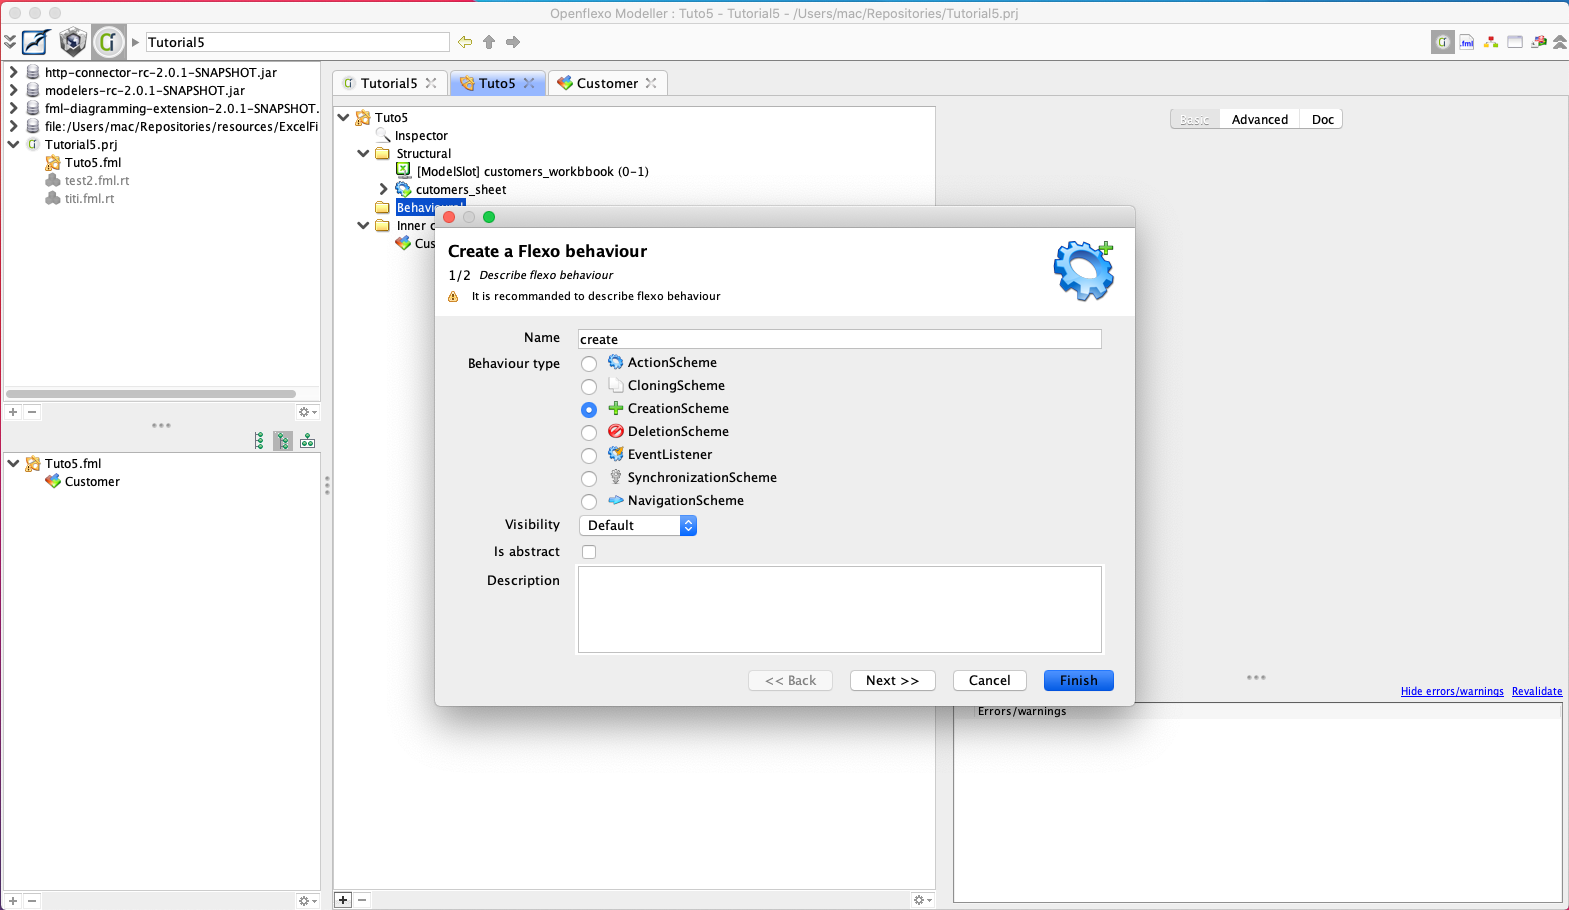 Openflexo Modeller : Tuto5 - Tutorial5 - /Users/mac/Repositories/Tutorial5.prj
Tutorial5
.fml
http-connector-rc-2.0.1-SNAPSHOT.jar
modelers-rc-2.0.1-SNAPSHOT.jar
fml-diagramming-extension-2.0.1-SNAPSHOT.
file:/Users/mac/Repositories/resources/ExcelFi
Tutorial5.prj
Tuto5.fml
test2.fml.rt
titi.fml.rt
Tuto5.fml
Customer
Tutorial5
Tuto5
Customer
Tuto5
Inspector
Structural
[ModelSlot] customers_workbbook (0-1)
cutomers_sheet
Behavioural
Inner c
Cus
Basic
Advanced
Doc
Create a Flexo behaviour
1/2 Describe flexo behaviour
It is recommanded to describe flexo behaviour
Name
create
Behaviour type
ActionScheme
CloningScheme
CreationScheme
DeletionScheme
EventListener
SynchronizationScheme
NavigationScheme
Visibility
Default
Is abstract
Description
<< Back
Next >>
Cancel
Finish
Hide errors/warnings
Revalidate
Errors/warnings